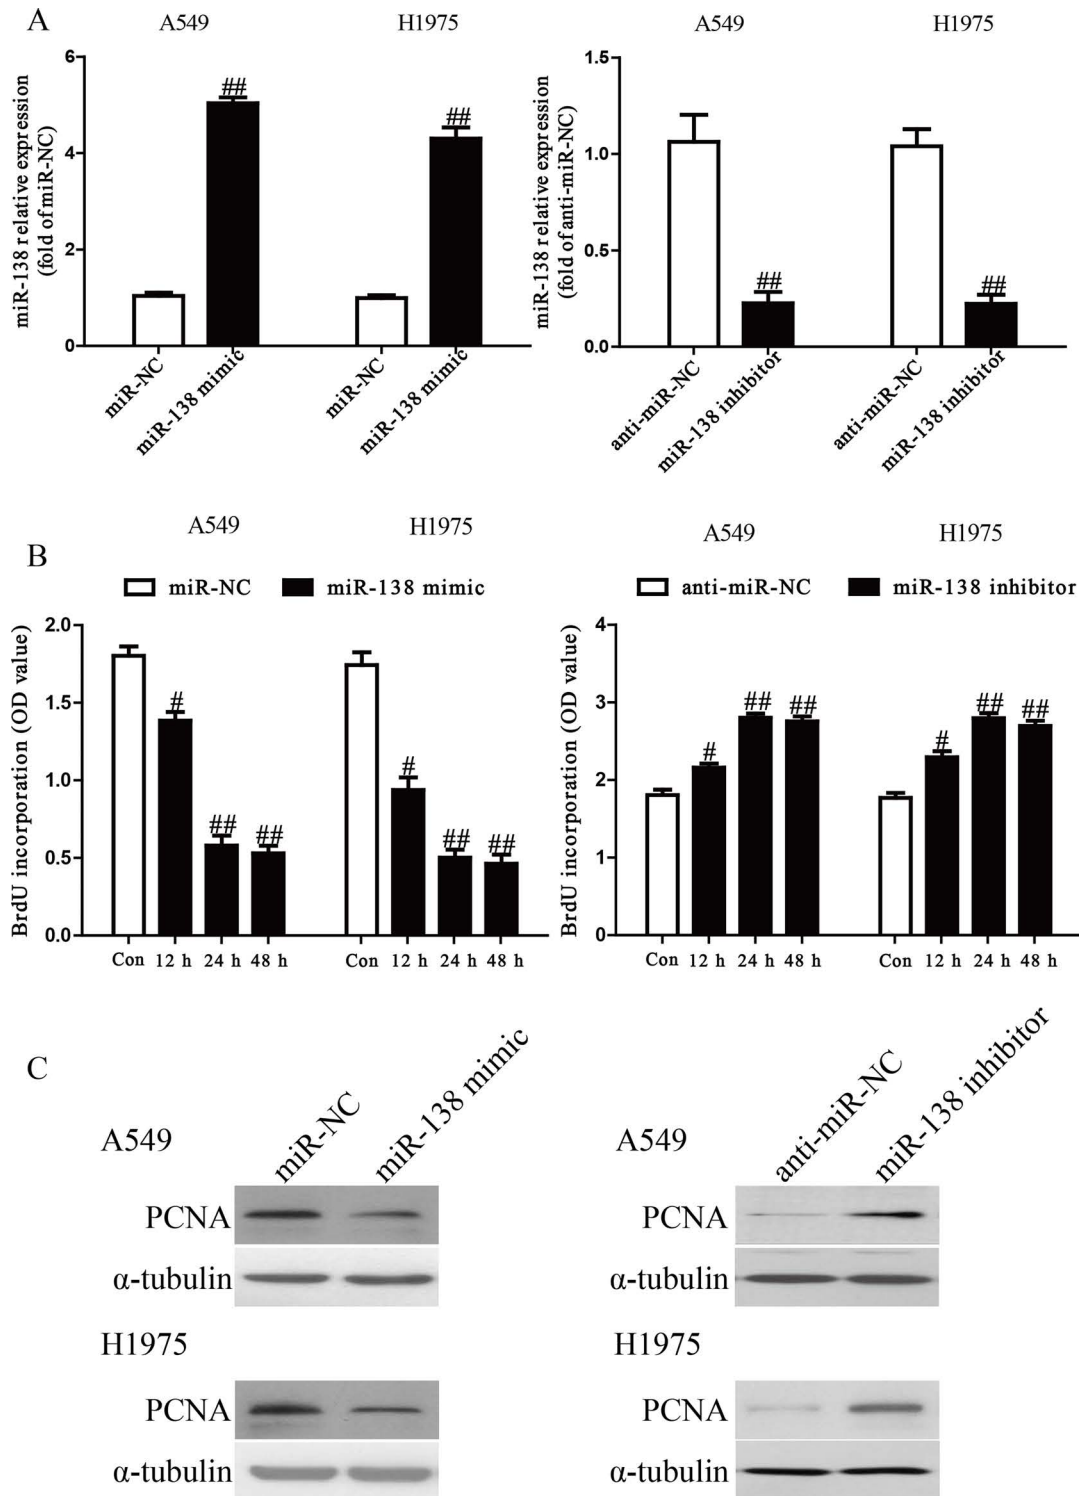 A
A549
H1975
A549
H1975
miR-138 relative expression
(fold of miR-NC)
6
4
2
0
##
##
miR-NC
miR-138 mimic
miR-NC
miR-138 mimic
miR-138 relative expression
(fold of anti-miR-NC)
1.5
1.0
0.5
0.0
##
##
anti-miR-NC
miR-138 inhibitor
anti-miR-NC
miR-138 inhibitor
B
A549
H1975
miR-NC
miR-138 mimic
BrdU incorporation (OD value)
2.0
1.5
1.0
0.5
0.0
#
##
##
#
##
##
Con 12 h 24 h 48 h
Con 12 h 24 h 48 h
A549
H1975
anti-miR-NC
miR-138 inhibitor
BrdU incorporation (OD value)
4
3
2
1
0
#
##
##
#
##
##
Con 12 h 24 h 48 h
Con 12 h 24 h 48 h
C
miR-NC
miR-138 mimic
A549
PCNA
α-tubulin
H1975
PCNA
α-tubulin
anti-miR-NC
miR-138 inhibitor
A549
PCNA
α-tubulin
H1975
PCNA
α-tubulin